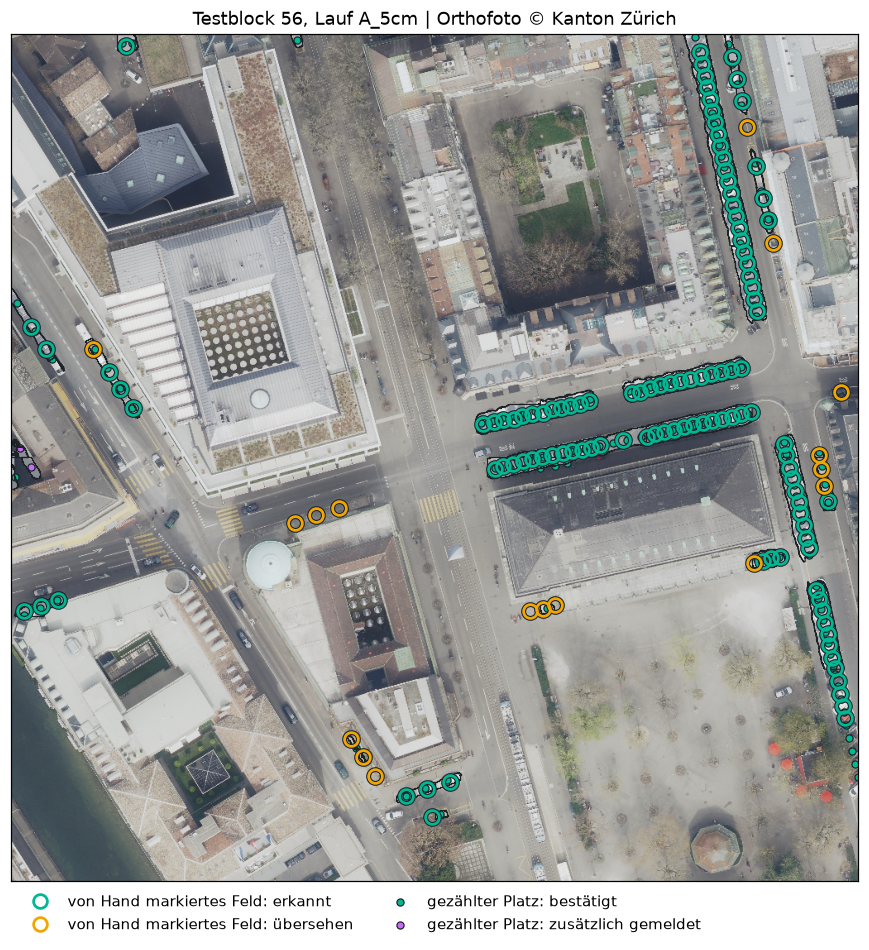 Testblock 56, Lauf A_5cm | Orthofoto © Kanton Zürich
von Hand markiertes Feld: erkannt
von Hand markiertes Feld: übersehen
gezählter Platz: bestätigt
gezählter Platz: zusätzlich gemeldet